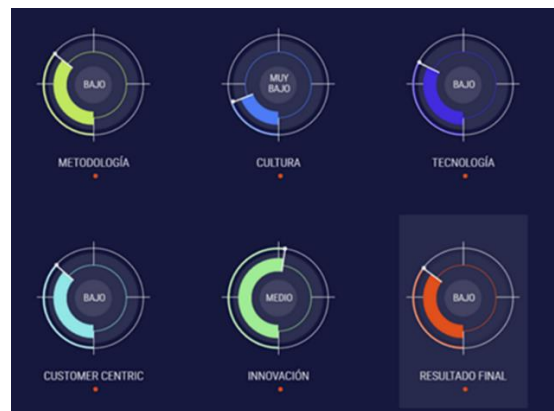 BAJO
METODOLOGÍA
MUY
BAJO
CULTURA
BAJO
TECNOLOGÍA
BAJO
CUSTOMER CENTRIC
MEDIO
INNOVACIÓN
BAJO
RESULTADO FINAL